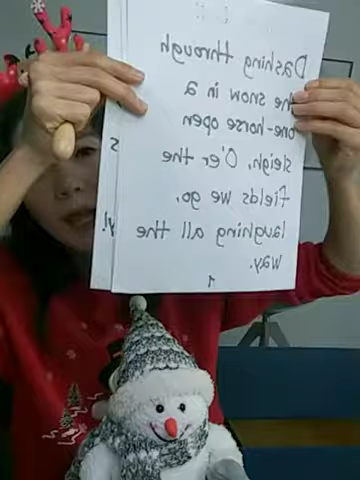 Dashing through
the snow in a
one-horse open
sleigh, O'er the
fields we go,
laughing all the
way.
1